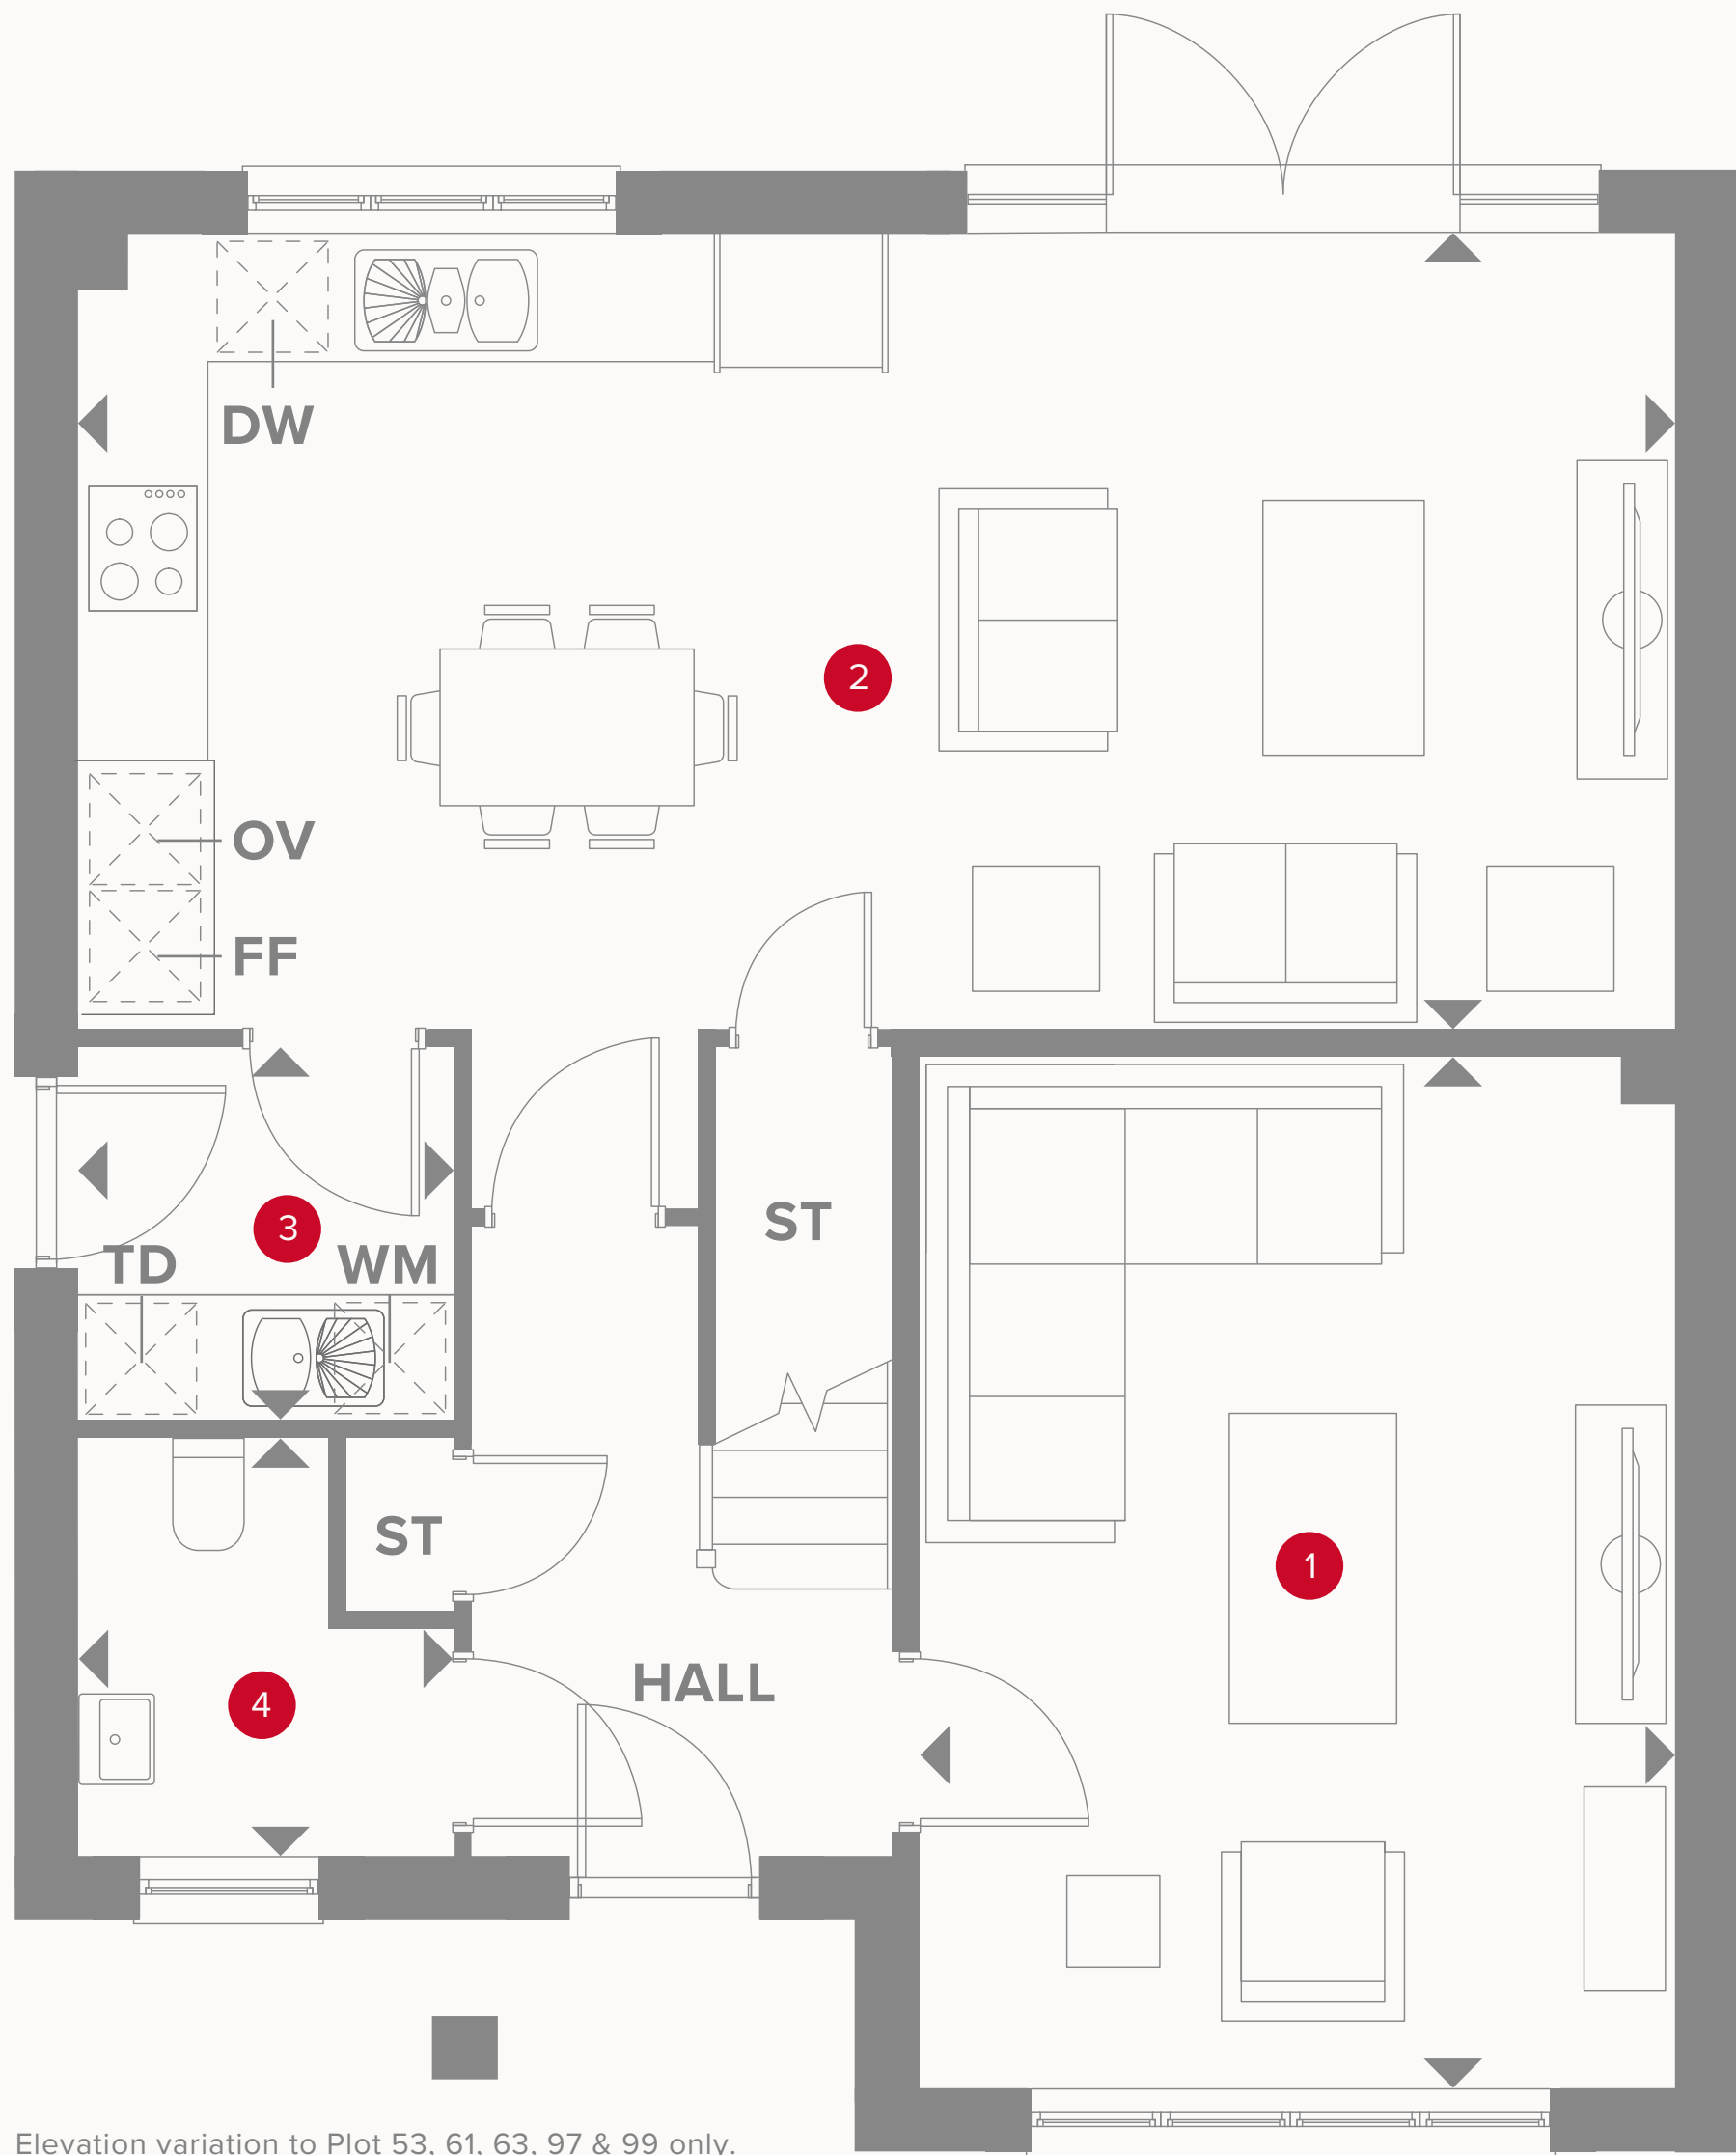 DW
2
OV
FF
ST
3
TD WM
ST
1
HALL
4
Elevation variation to Plot 53, 61, 63, 97 & 99 only.